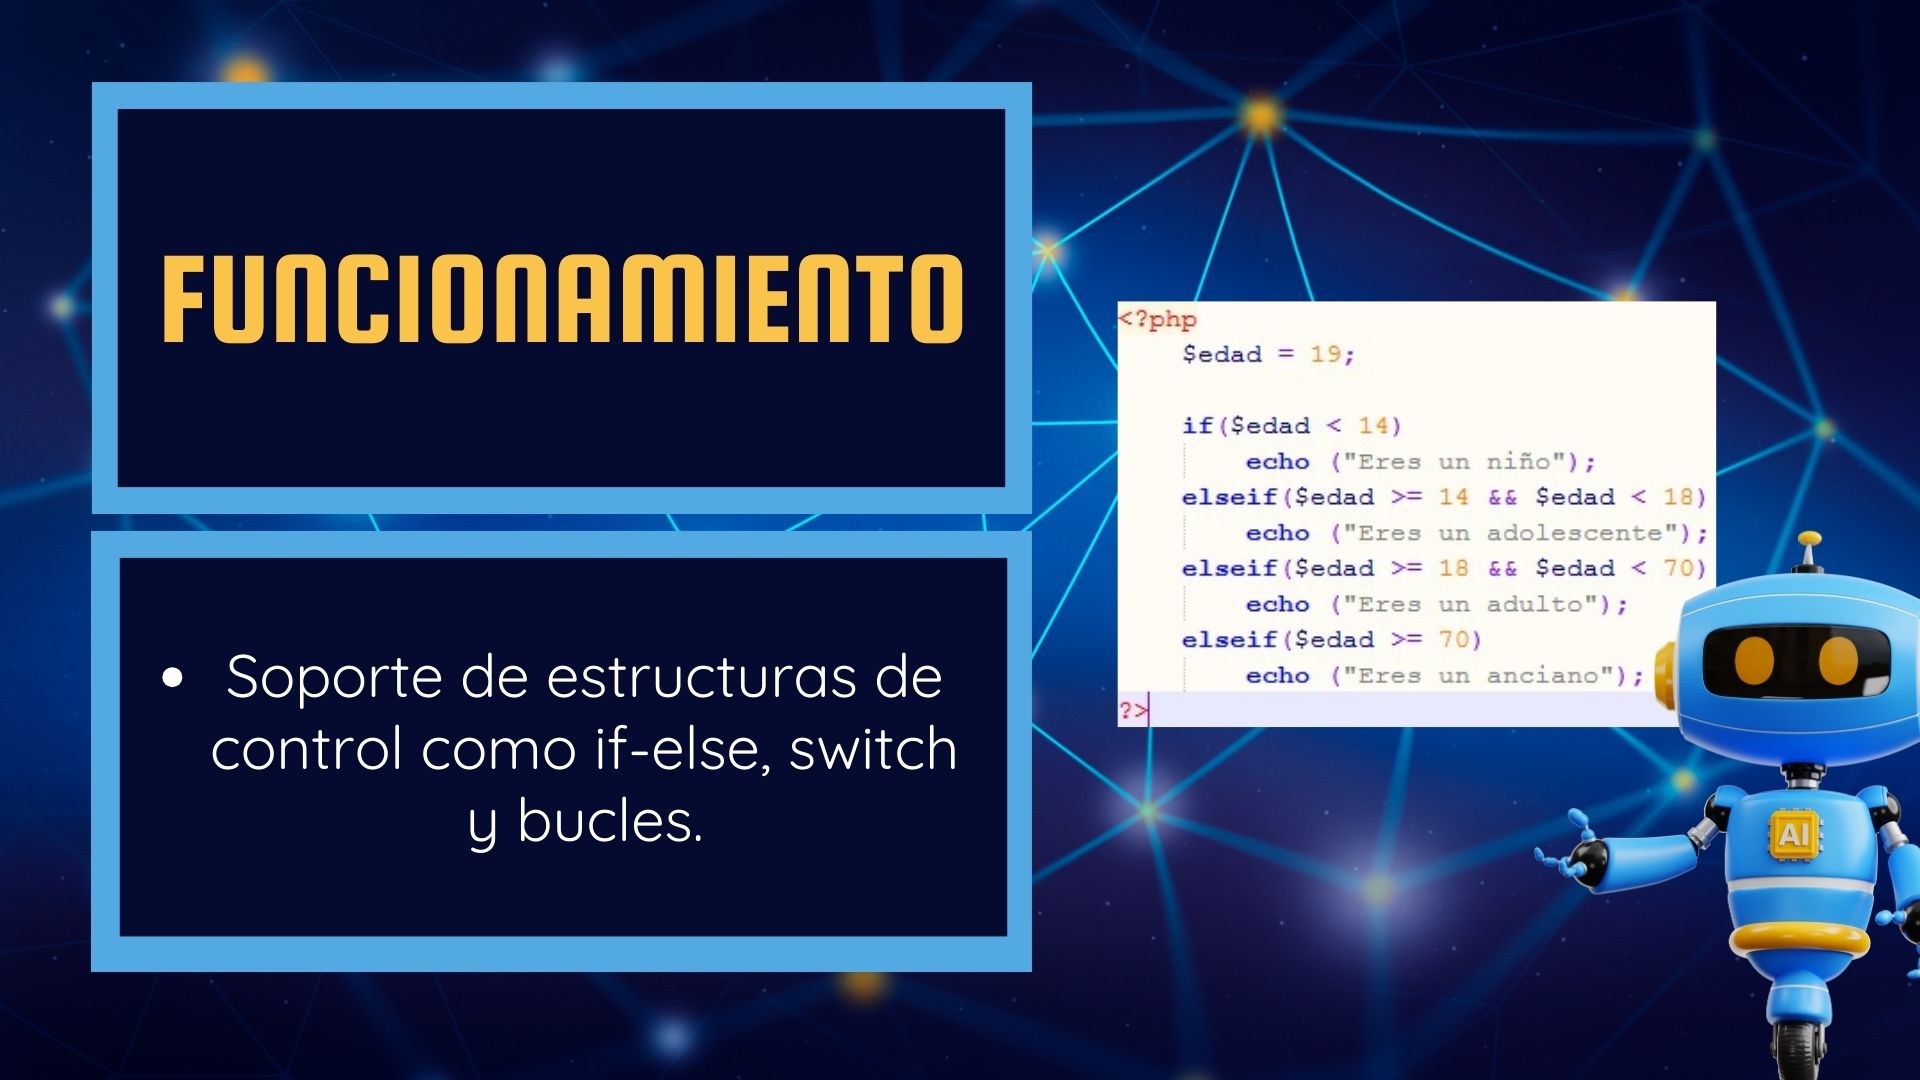 FUNCIONAMIENTO
• Soporte de estructuras de
control como if-else, switch
y bucles.
<?php
$edad = 19;
if($edad < 14)
echo ("Eres un niño");
elseif($edad >= 14 && $edad < 18)
echo ("Eres un adolescente");
elseif($edad >= 18 && $edad < 70)
echo ("Eres un adulto");
elseif($edad >= 70)
echo ("Eres un anciano");
?>
AI